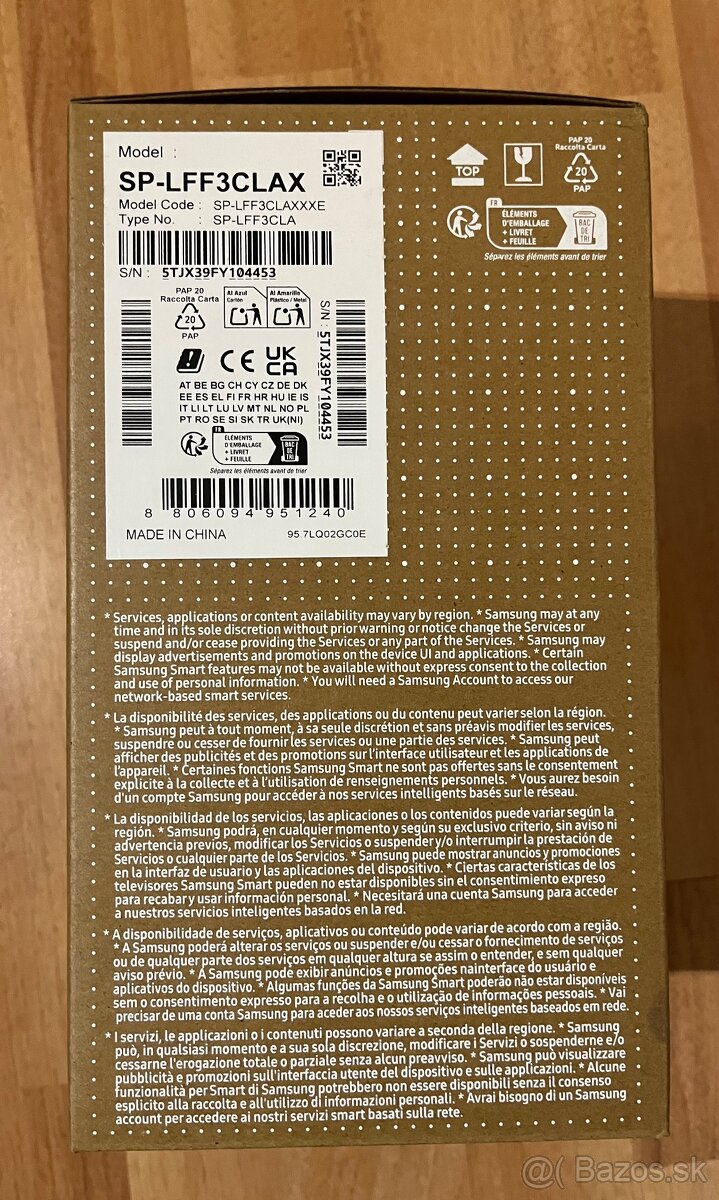 Model :
SP-LFF3CLAX
Model Code : SP-LFF3CLAXXXE
Type No. : SP-LFF3CLA
S/N : 5TJX39FY104453
PAP 20
Raccolta Carta
20
PAP
Al Azul
Cartón
Al Amarillo
Plástico / Metal
S/N : 5TJX39FY104453
CE UK
CA
AT BE BG CH CY CZ DE DK
EE ES EL FI FR HR HU IE IS
IT LI LT LU LV MT NL NO PL
PT RO SE SI SK TR UK(NI)
FR
ÉLÉMENTS
D'EMBALLAGE
+ LIVRET
+ FEUILLE
BAC
DE
TRI
Séparez les éléments avant de trier
8 806094 951240
MADE IN CHINA
95.7LQ02GC0E
TOP
PAP 20
Raccolta Carta
20
PAP
FR
ÉLÉMENTS
D'EMBALLAGE
+ LIVRET
+ FEUILLE
BAC
DE
TRI
Séparez les éléments avant de trier
* Services, applications or content availability may vary by region. * Samsung may at any
time and in its sole discretion without prior warning or notice change the Services or
suspend and/or cease providing the Services or any part of the Services. * Samsung may
display advertisements and promotions on the device UI and applications. * Certain
Samsung Smart features may not be available without express consent to the collection
and use of personal information. * You will need a Samsung Account to access our
network-based smart services.
* La disponibilité des services, des applications ou du contenu peut varier selon la région.
* Samsung peut à tout moment, à sa seule discrétion et sans préavis modifier les services,
suspendre ou cesser de fournir les services ou une partie des services. * Samsung peut
afficher des publicités et des promotions sur l'interface utilisateur et les applications de
l'appareil. * Certaines fonctions Samsung Smart ne sont pas offertes sans le consentement
explicite à la collecte et à l'utilisation de renseignements personnels. * Vous aurez besoin
d'un compte Samsung pour accéder à nos services intelligents basés sur le réseau.
* La disponibilidad de los servicios, las aplicaciones o los contenidos puede variar según la
región. * Samsung podrá, en cualquier momento y según su exclusivo criterio, sin aviso ni
advertencia previos, modificar los Servicios o suspender y/o interrumpir la prestación de
Servicios o cualquier parte de los Servicios. * Samsung puede mostrar anuncios y promociones
en la interfaz de usuario y las aplicaciones del dispositivo. * Ciertas características de los
televisores Samsung Smart pueden no estar disponibles sin el consentimiento expreso
para recabar y usar información personal. * Necesitará una cuenta Samsung para acceder
a nuestros servicios inteligentes basados en la red.
* A disponibilidade de serviços, aplicativos ou conteúdo pode variar de acordo com a região.
* A Samsung poderá alterar os serviços ou suspender e/ou cessar o fornecimento de serviços
ou de qualquer parte dos serviços em qualquer altura se assim o entender, e sem qualquer
aviso prévio. * A Samsung pode exibir anúncios e promoções nainterface do usuário e
aplicativos do dispositivo. * Algumas funções da Samsung Smart poderão não estar disponíveis
sem o consentimento expresso para a recolha e o utilização de informações pessoais. * Vai
precisar de uma conta Samsung para aceder aos nossos serviços inteligentes baseados em rede.
* I servizi, le applicazioni o i contenuti possono variare a seconda della regione. * Samsung
può, in qualsiasi momento e a sua sola discrezione, modificare i Servizi o sospenderne e/o
cessarne l'erogazione totale o parziale senza alcun preavviso. * Samsung può visualizzare
pubblicità e promozioni sull'interfaccia utente del dispositivo e sulle applicazioni. * Alcune
funzionalità per Smart di Samsung potrebbero non essere disponibili senza il consenso
esplicito alla raccolta e all'utilizzo di informazioni personali. * Avrai bisogno di un Samsung
account per accedere ai nostri servizi smart basati sulla rete.
@( Bazos.sk